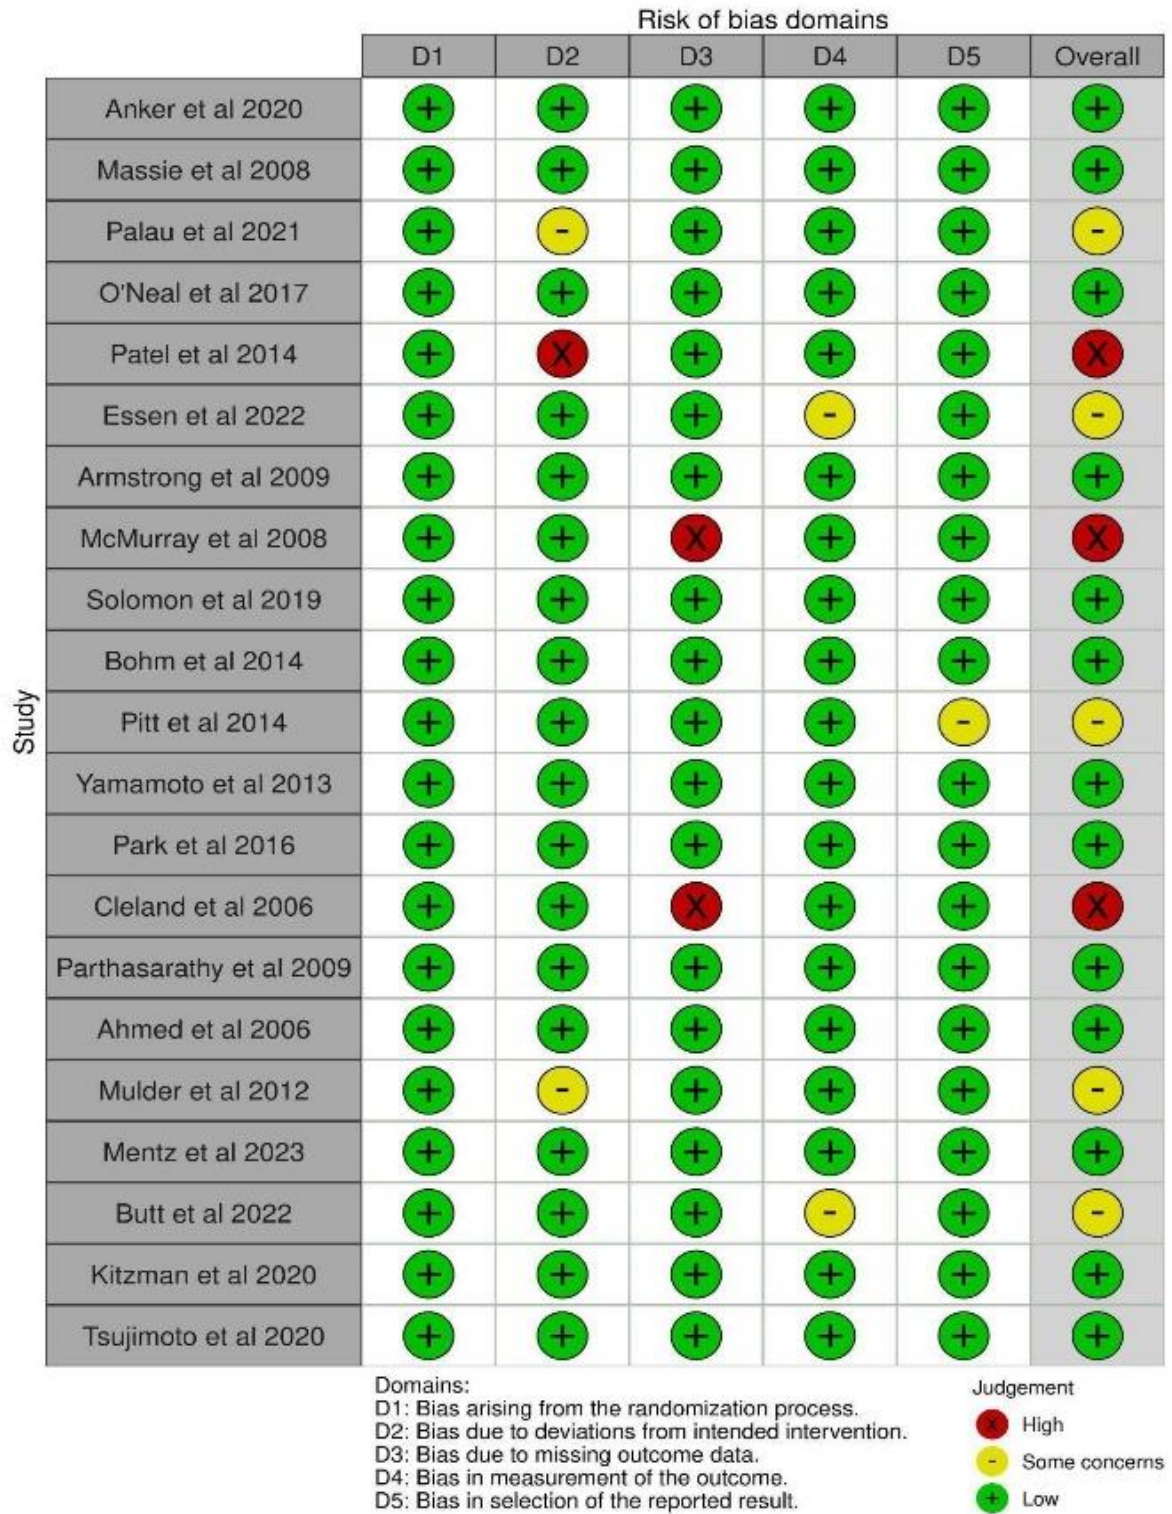 Risk of bias domains
D1 D2 D3 D4 D5 Overall
Study
Anker et al 2020 + + + + + +
Massie et al 2008 + + + + + +
Palau et al 2021 + - + + + -
O'Neal et al 2017 + + + + + +
Patel et al 2014 + X + + + X
Essen et al 2022 + + + - + -
Armstrong et al 2009 + + + + + +
McMurray et al 2008 + + X + + X
Solomon et al 2019 + + + + + +
Bohm et al 2014 + + + + + +
Pitt et al 2014 + + + + - -
Yamamoto et al 2013 + + + + + +
Park et al 2016 + + + + + +
Cleland et al 2006 + + X + + X
Parthasarathy et al 2009 + + + + + +
Ahmed et al 2006 + + + + + +
Mulder et al 2012 + - + + + -
Mentz et al 2023 + + + + + +
Butt et al 2022 + + + - + -
Kitzman et al 2020 + + + + + +
Tsujimoto et al 2020 + + + + + +
Domains:
D1: Bias arising from the randomization process.
D2: Bias due to deviations from intended intervention.
D3: Bias due to missing outcome data.
D4: Bias in measurement of the outcome.
D5: Bias in selection of the reported result.
Judgement
X High
- Some concerns
+ Low